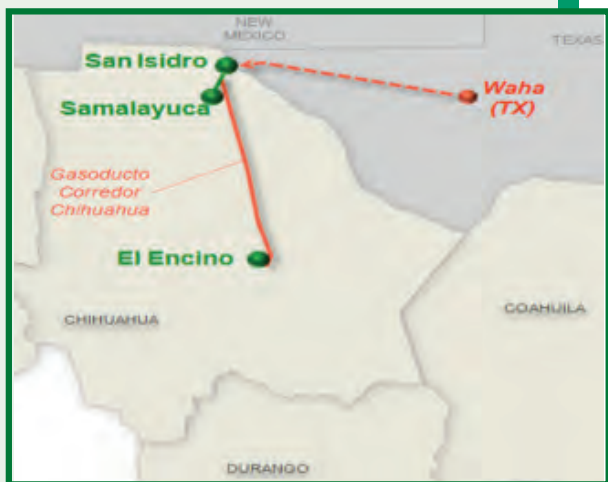 NEW
MEXICO
TEXAS
San Isidro
Waha
(TX)
Samalayuca
Gasoducto
Corredor
Chihuahua
El Encino
COAHUILA
CHIHUAHUA
DURANGO